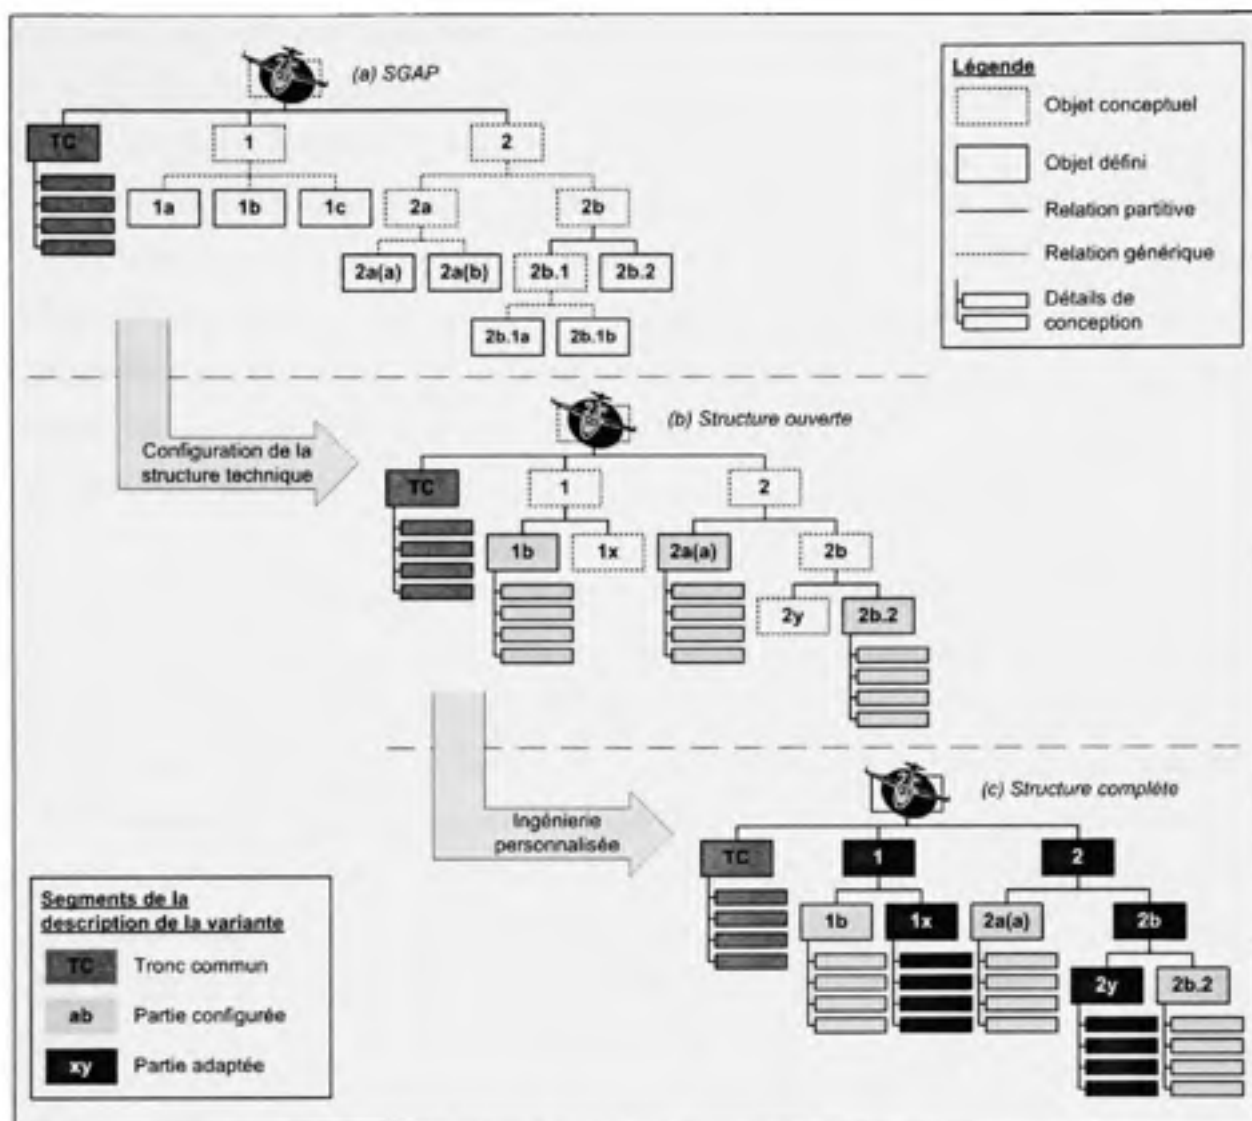 (a) SGAP
TC
1
2
1a
1b
1c
2a
2b
2a(a)
2a(b)
2b.1
2b.2
2b.1a
2b.1b
Légende
Objet conceptuel
Objet défini
Relation partitive
Relation générique
Détails de
conception
Configuration de la
structure technique
(b) Structure ouverte
TC
1
2
1b
1x
2a(a)
2b
2y
2b.2
Ingénierie
personnalisée
(c) Structure complète
TC
1
2
1b
1x
2a(a)
2b
2y
2b.2
Segments de la
description de la variante
TC
Tronc commun
ab
Partie configurée
xy
Partie adaptée